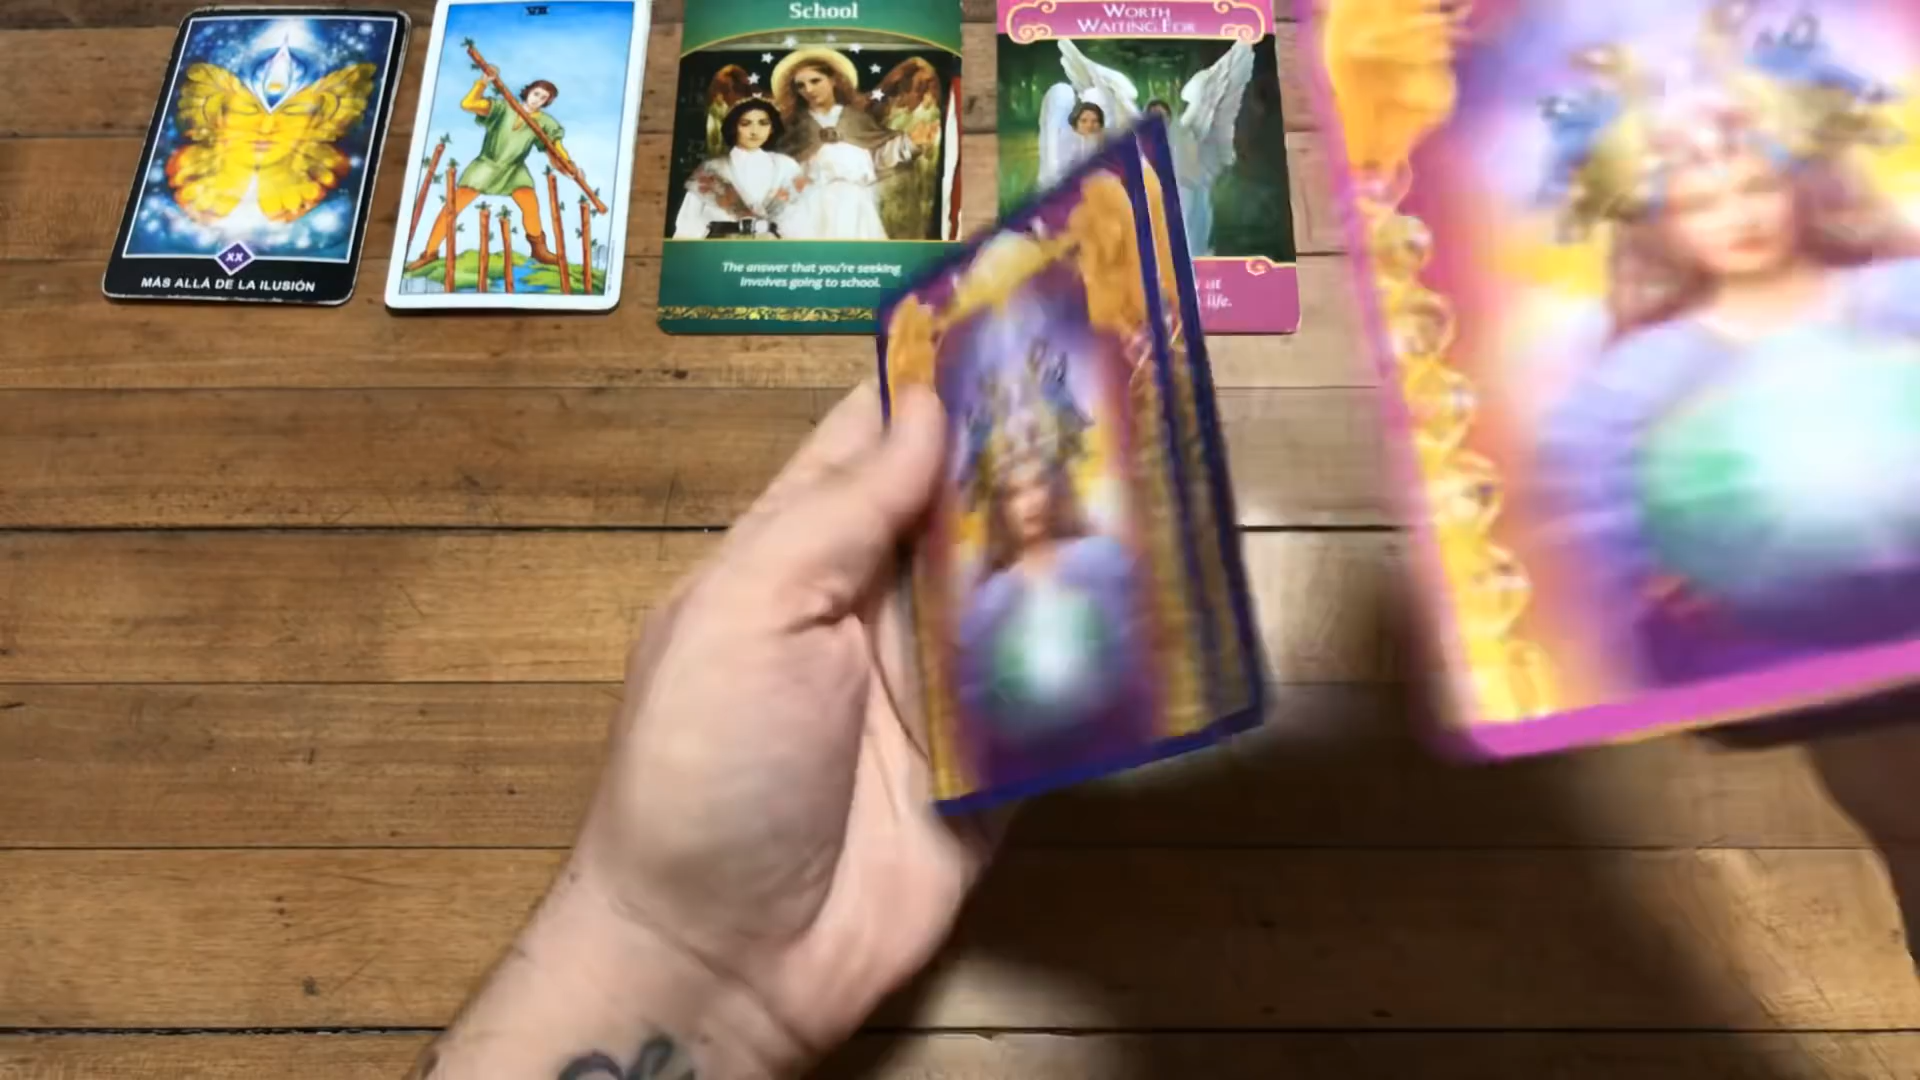 XX
MÁS ALLÁ DE LA ILUSIÓN
VII
School
The answer that you're seeking
involves going to school.
WORTH
WAITING FOR
life.